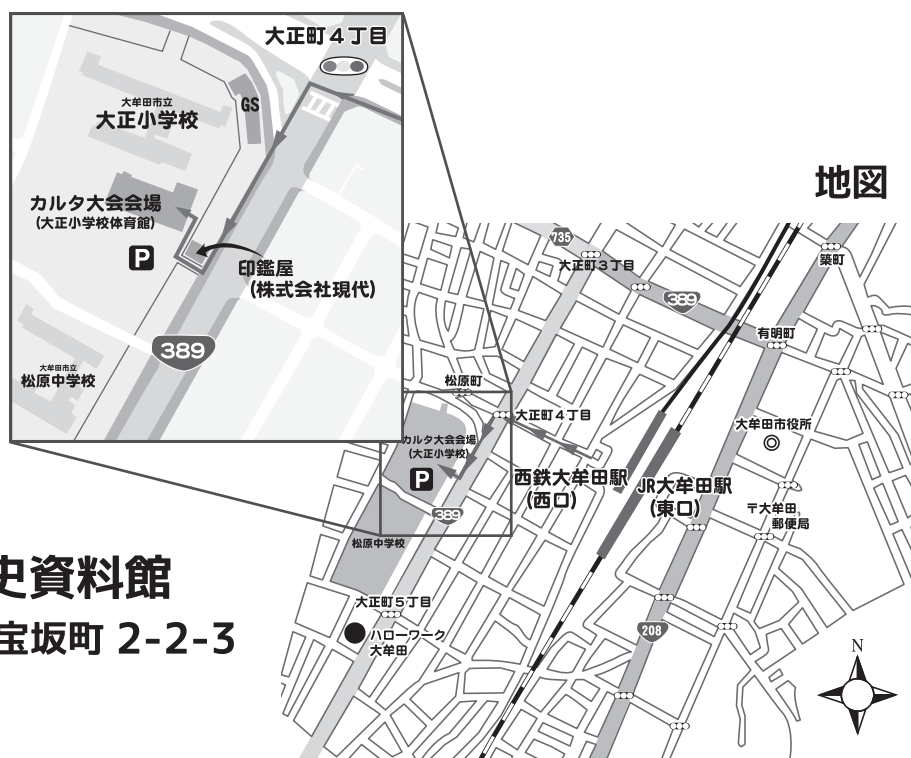 大正町４丁目
GS
大牟田市立
大正小学校
カルタ大会会場
(大正小学校体育館)
P
印鑑屋
(株式会社現代)
389
大牟田市立
松原中学校
地図
735
大正町３丁目
389
築町
有明町
松原町
大正町４丁目
カルタ大会会場
(大正小学校)
P
大牟田市役所
西鉄大牟田駅
(西口)
JR大牟田駅
(東口)
〒大牟田
郵便局
389
松原中学校
大正町５丁目
ハローワーク
大牟田
208
N
史資料館
宝坂町 2-2-3